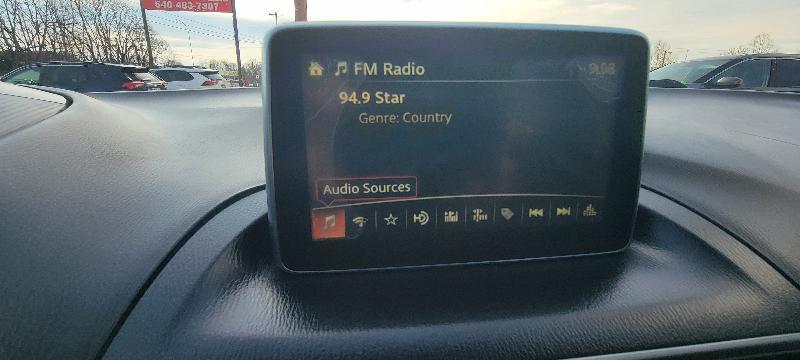 FM Radio
94.9 Star
Genre: Country
Audio Sources